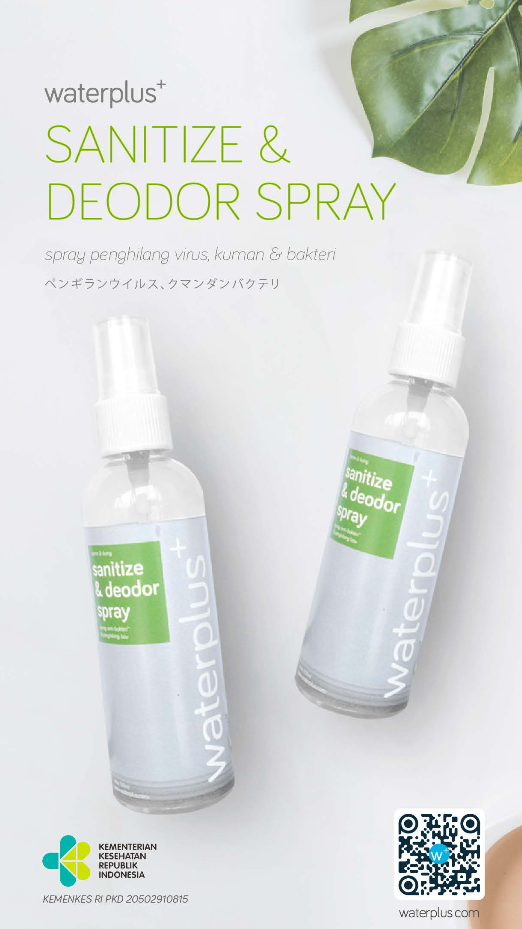 waterplus+
SANITIZE &
DEODOR SPRAY
spray penghilang virus, kuman & bakteri
ペンギランウイルス、クマンダンバクテリ
sanitize
& deodor
spray
waterplus+
sanitize
& deodor
spray
waterplus+
KEMENTERIAN
KESEHATAN
REPUBLIK
INDONESIA
KEMENKES RI PKD 20502910815
W+
waterplus.com